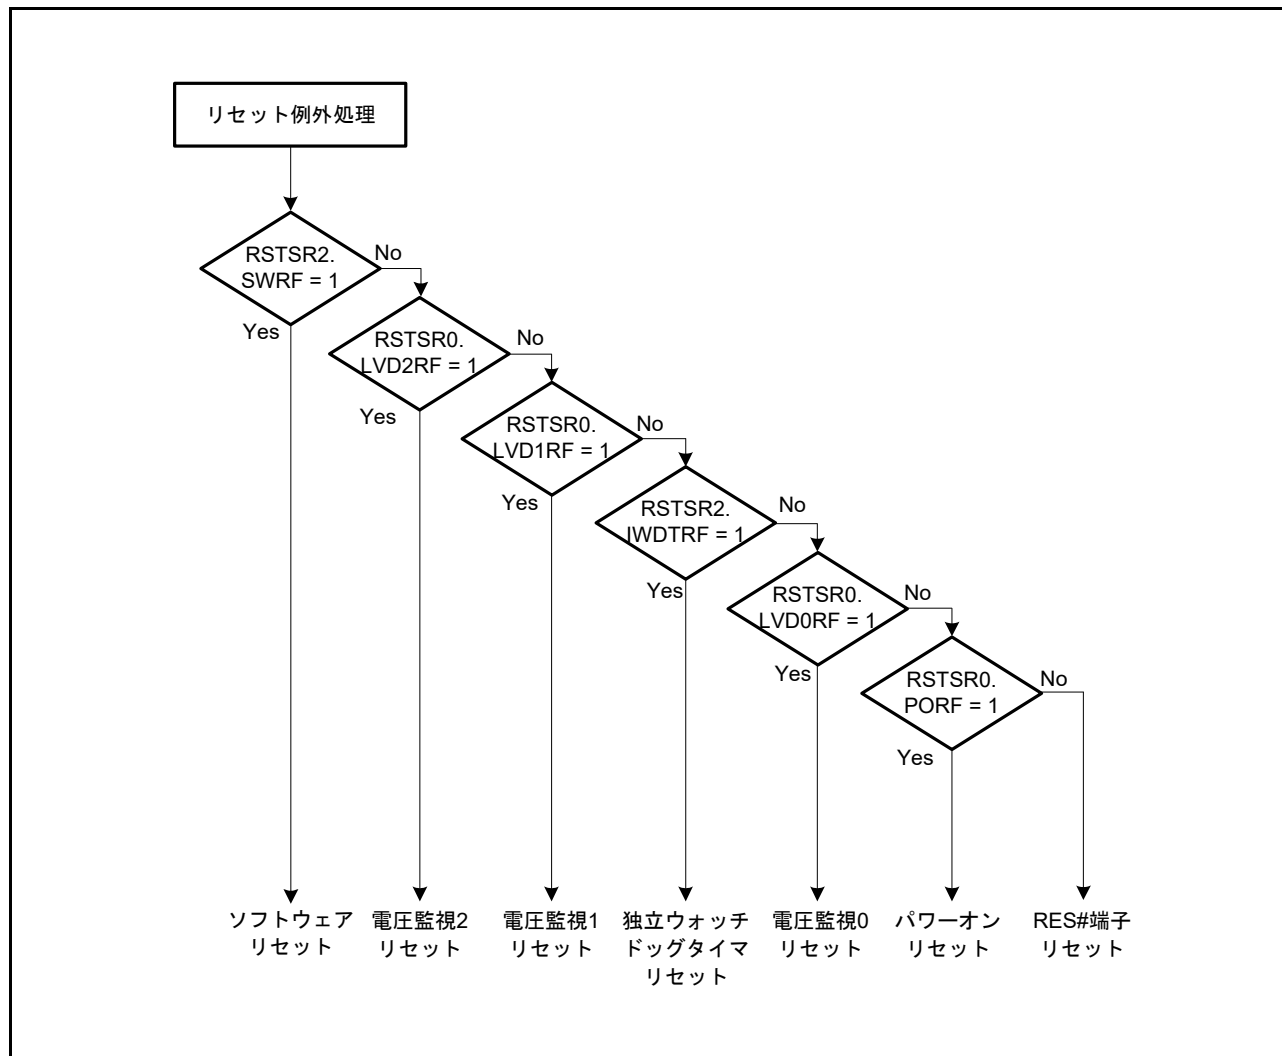 リセット例外処理
RSTSR2.
SWRF = 1
No
Yes
RSTSR0.
LVD2RF = 1
No
Yes
RSTSR0.
LVD1RF = 1
No
Yes
RSTSR2.
IWDTRF = 1
No
Yes
RSTSR0.
LVD0RF = 1
No
Yes
RSTSR0.
PORF = 1
No
Yes
ソフトウェア
リセット
電圧監視2
リセット
電圧監視1
リセット
独立ウォッチ
ドッグタイマ
リセット
電圧監視0
リセット
パワーオン
リセット
RES#端子
リセット